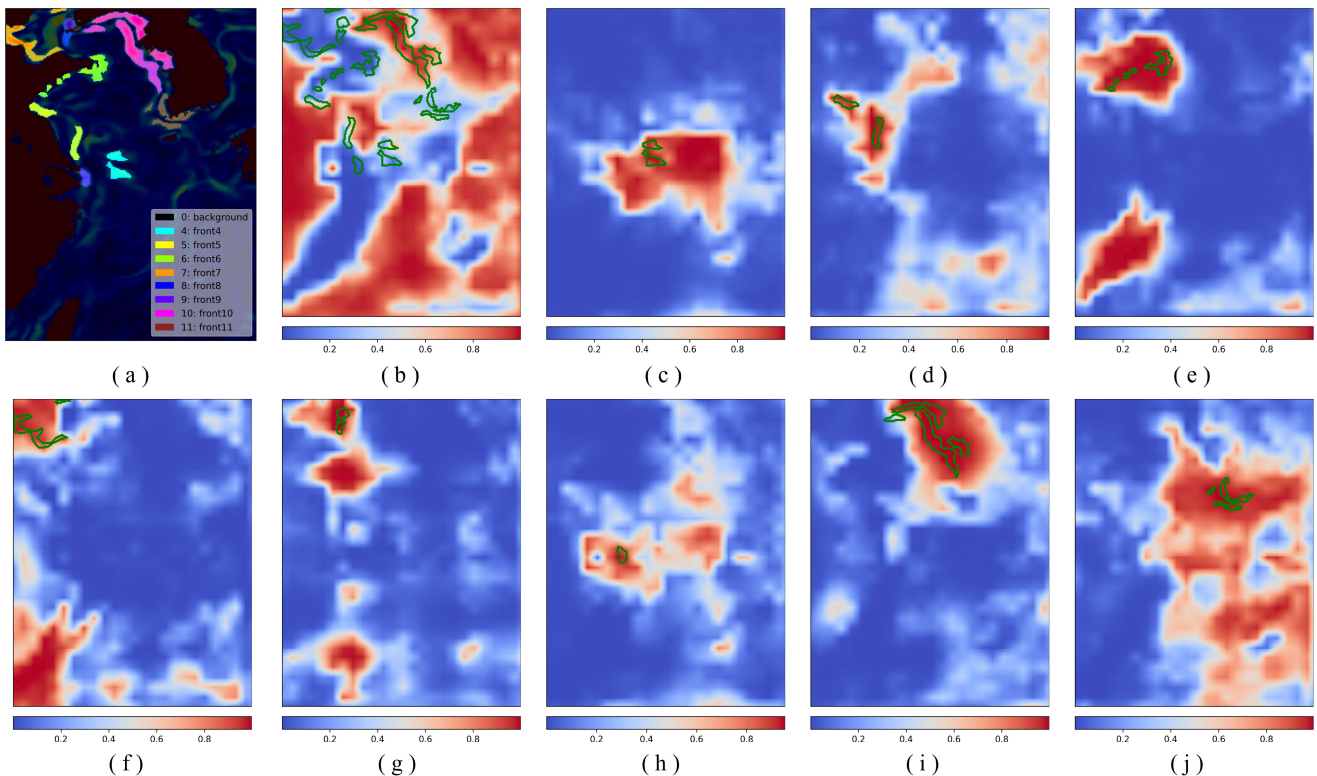 0: background
4: front4
5: front5
6: front6
7: front7
8: front8
9: front9
10: front10
11: front11
0.2 0.4 0.6 0.8
0.2 0.4 0.6 0.8
0.2 0.4 0.6 0.8
0.2 0.4 0.6 0.8
( a ) ( b ) ( c ) ( d ) ( e )
0.2 0.4 0.6 0.8
0.2 0.4 0.6 0.8
0.2 0.4 0.6 0.8
0.2 0.4 0.6 0.8
0.2 0.4 0.6 0.8
( f ) ( g ) ( h ) ( i ) ( j )